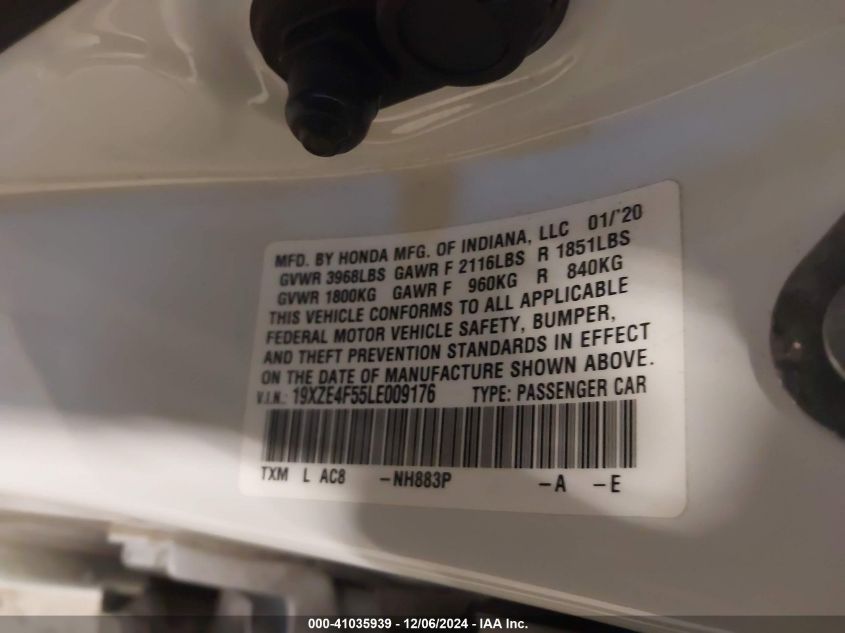 MFD. BY HONDA MFG. OF INDIANA, LLC 01/'20
GVWR 3968LBS GAWR F 2116LBS R 1851LBS
GVWR 1800KG GAWR F 960KG R 840KG
THIS VEHICLE CONFORMS TO ALL APPLICABLE
FEDERAL MOTOR VEHICLE SAFETY, BUMPER,
AND THEFT PREVENTION STANDARDS IN EFFECT
ON THE DATE OF MANUFACTURE SHOWN ABOVE.
V.I.N.: 19XZE4F55LE009176 TYPE: PASSENGER CAR
TXM L AC8 -NH883P -A -E
000-41035939 - 12/06/2024 - IAA Inc.